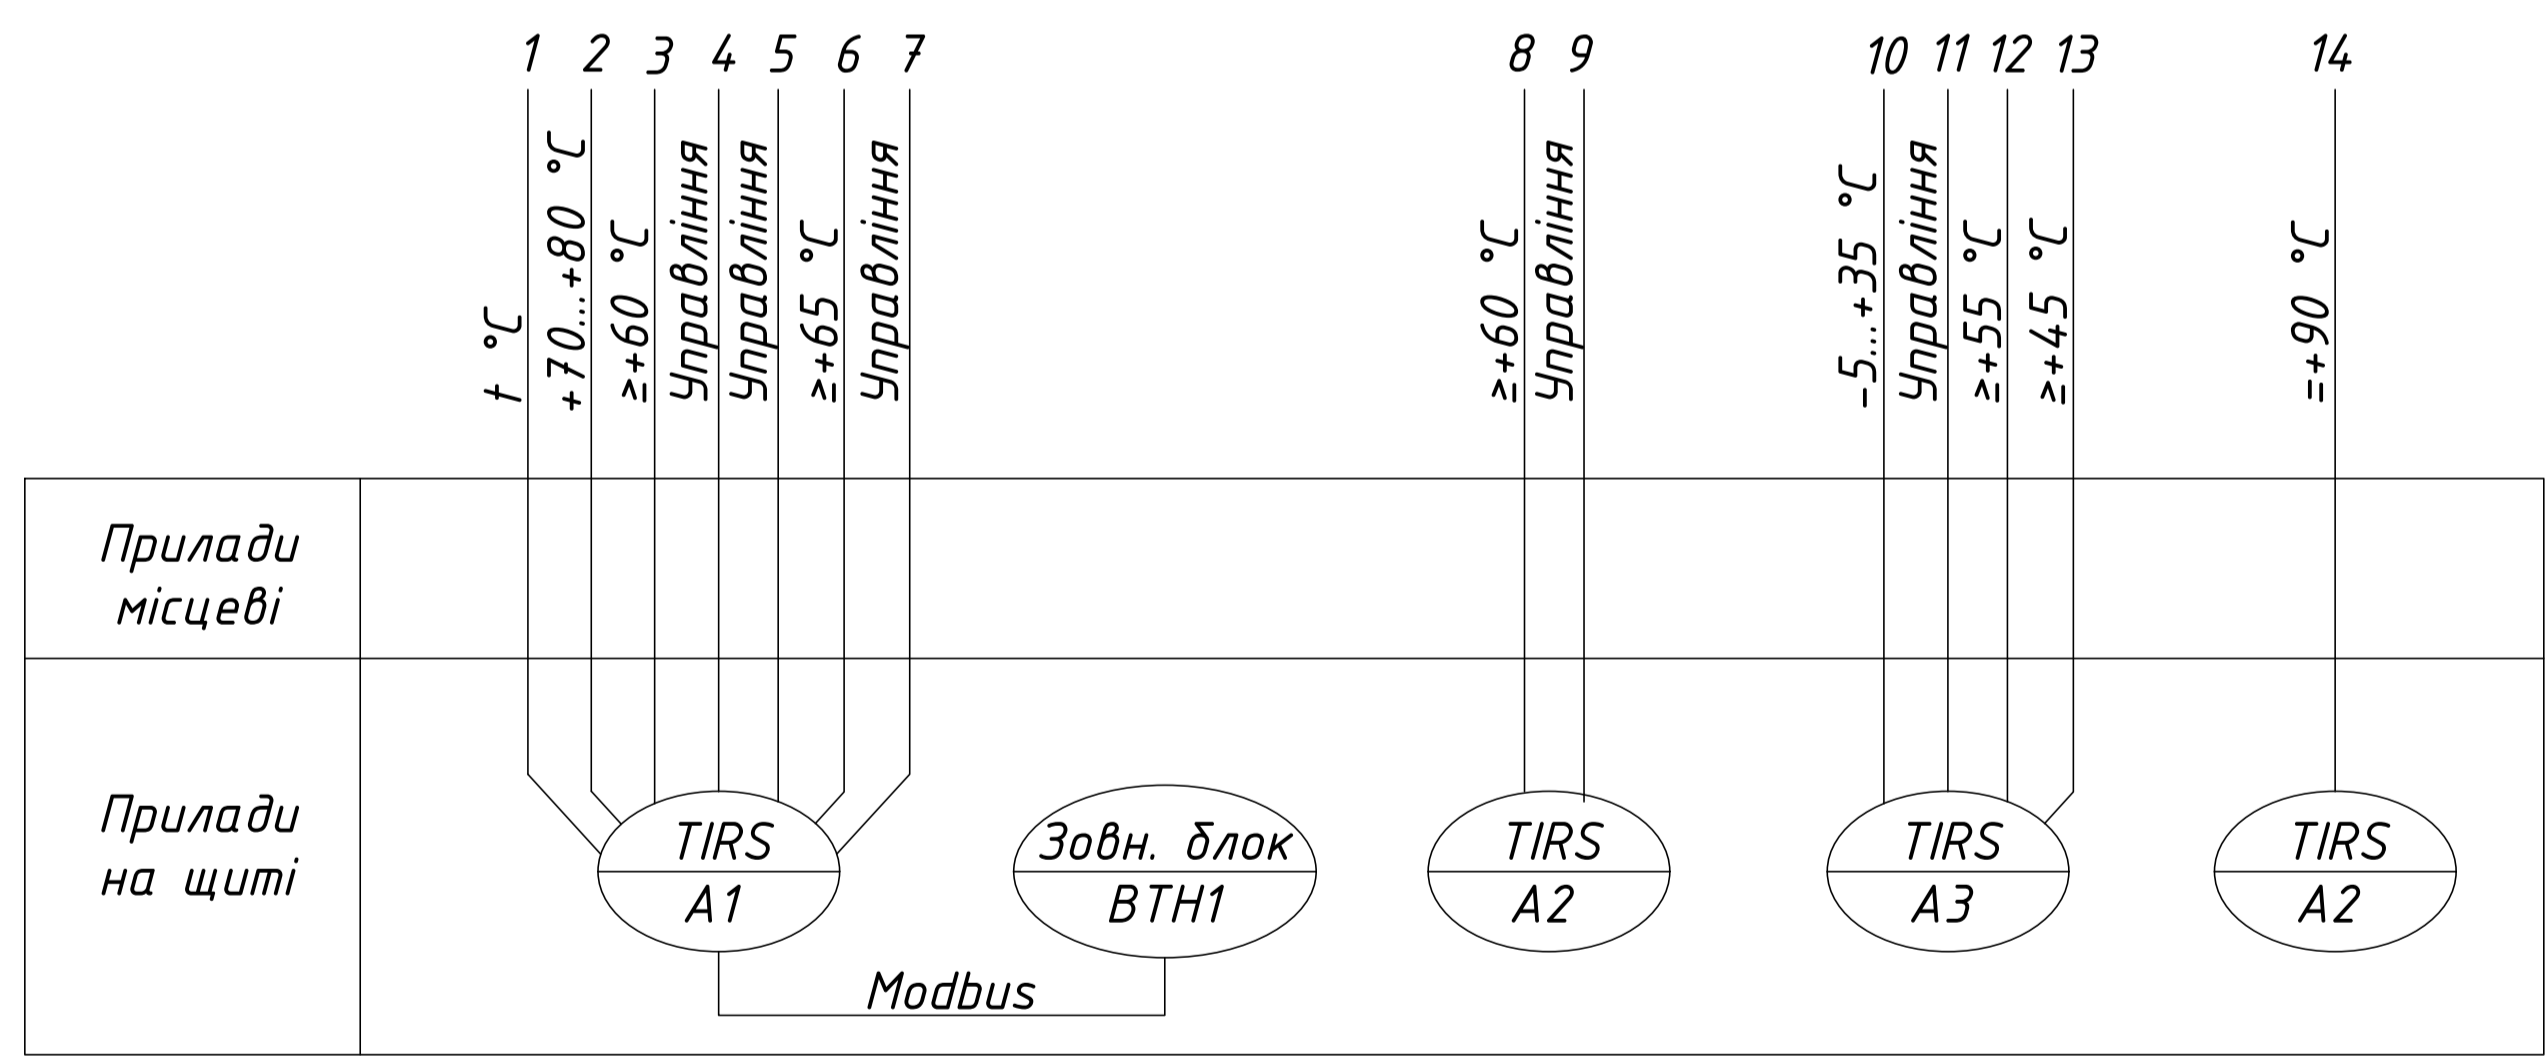 1 2 3 4 5 6 7 8 9 10 11 12 13 14
t °C
+70...+80 °C
≥+60 °C
Управління
Управління
≥+65 °C
Управління
≥+60 °C
Управління
-5...+35 °C
Управління
≥+55 °C
≥+45 °C
=+90 °C
Прилади
місцеві
Прилади
на щиті
TIRS
A1
Зовн. блок
ВТН1
TIRS
A2
TIRS
A3
TIRS
A2
Modbus